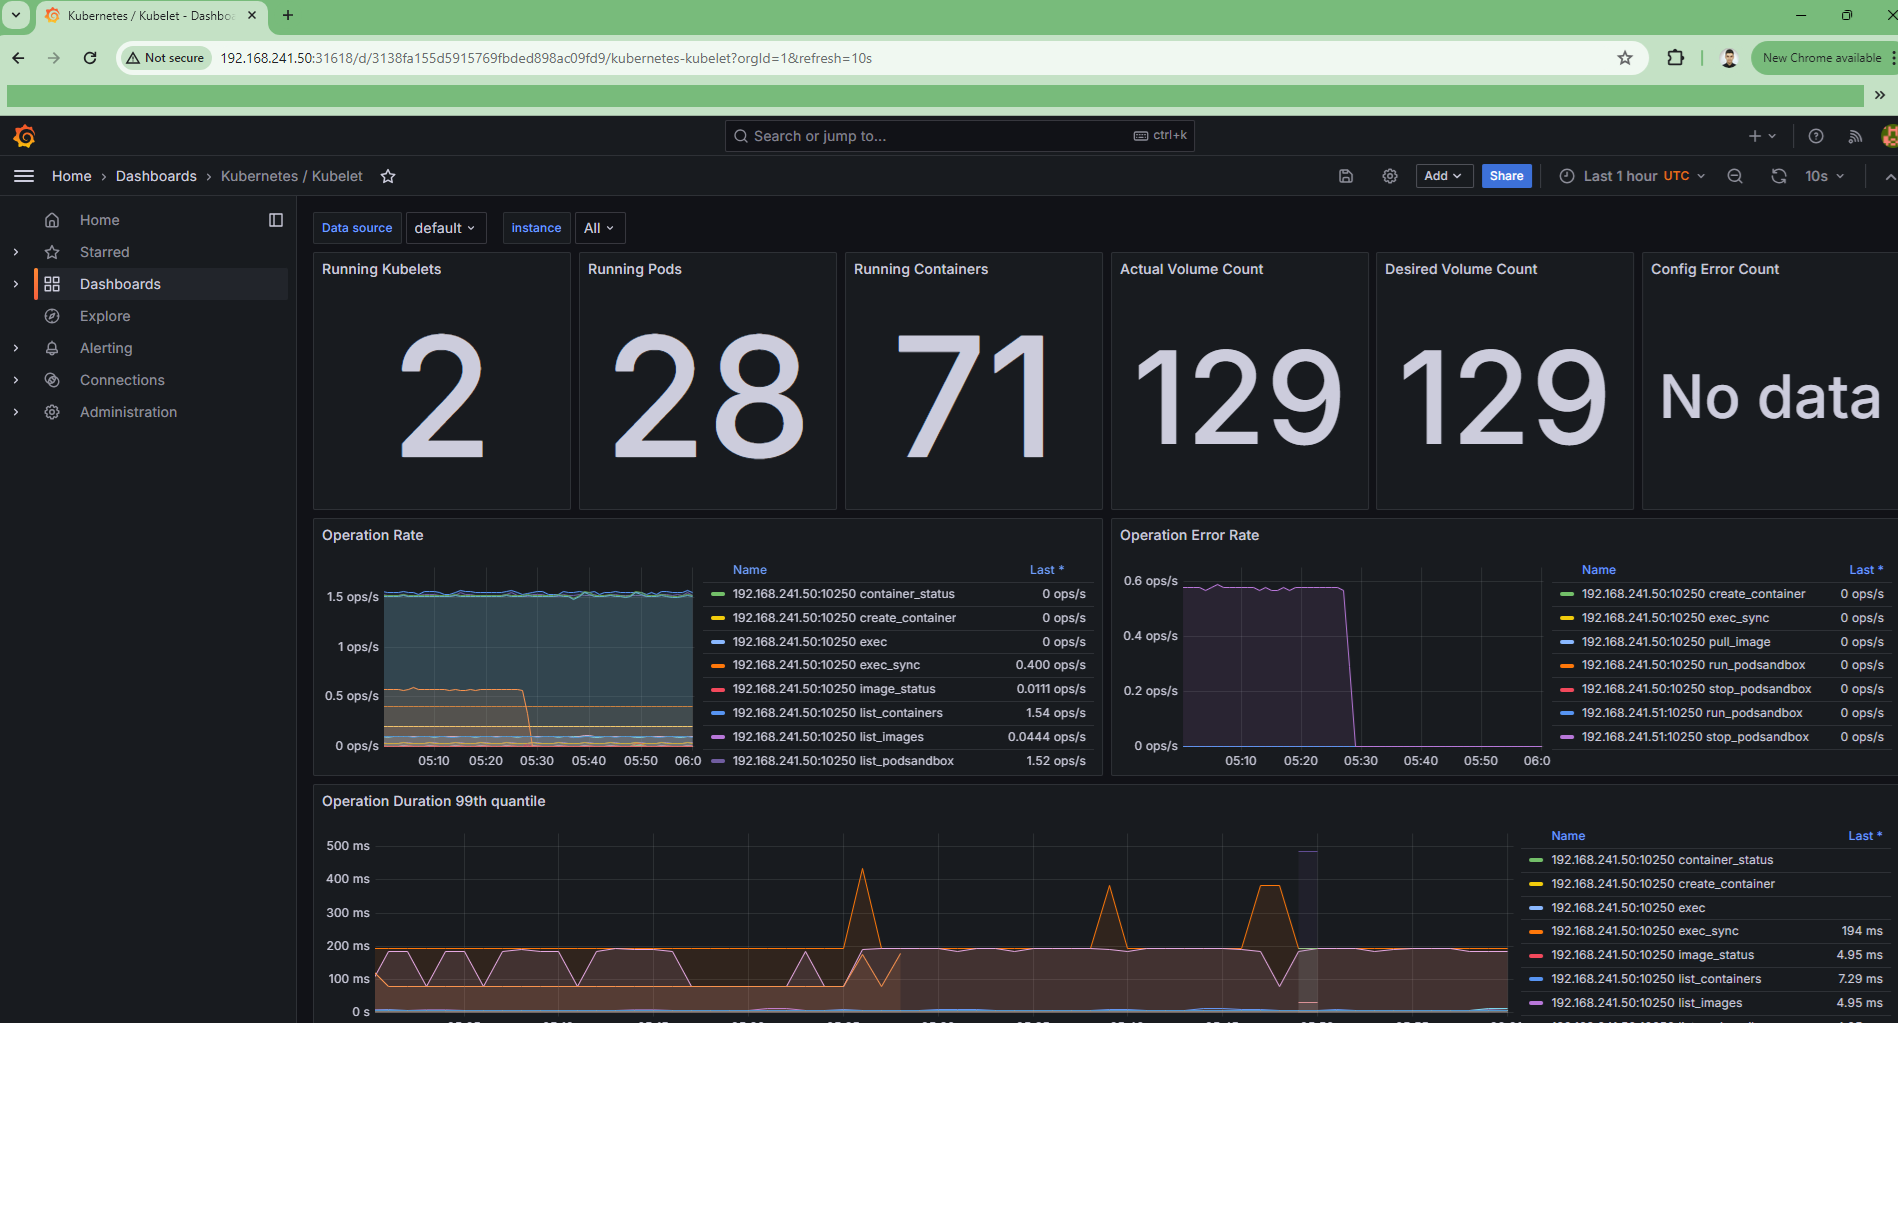 Kubernetes / Kubelet - Dashbo
Not secure
192.168.241.50:31618/d/3138fa155d5915769fbded898ac09fd9/kubernetes-kubelet?orgId=1&refresh=10s
New Chrome available
Search or jump to...
ctrl+k
Home › Dashboards › Kubernetes / Kubelet
Add
Share
Last 1 hour UTC
10s
Home
Starred
Dashboards
Explore
Alerting
Connections
Administration
Data source default
instance All
Running Kubelets
2
Running Pods
28
Running Containers
71
Actual Volume Count
129
Desired Volume Count
129
Config Error Count
No data
Operation Rate
1.5 ops/s
1 ops/s
0.5 ops/s
0 ops/s
05:10 05:20 05:30 05:40 05:50 06:0
Name Last *
192.168.241.50:10250 container_status 0 ops/s
192.168.241.50:10250 create_container 0 ops/s
192.168.241.50:10250 exec 0 ops/s
192.168.241.50:10250 exec_sync 0.400 ops/s
192.168.241.50:10250 image_status 0.0111 ops/s
192.168.241.50:10250 list_containers 1.54 ops/s
192.168.241.50:10250 list_images 0.0444 ops/s
192.168.241.50:10250 list_podsandbox 1.52 ops/s
Operation Error Rate
0.6 ops/s
0.4 ops/s
0.2 ops/s
0 ops/s
05:10 05:20 05:30 05:40 05:50 06:0
Name Last *
192.168.241.50:10250 create_container 0 ops/s
192.168.241.50:10250 exec_sync 0 ops/s
192.168.241.50:10250 pull_image 0 ops/s
192.168.241.50:10250 run_podsandbox 0 ops/s
192.168.241.50:10250 stop_podsandbox 0 ops/s
192.168.241.51:10250 run_podsandbox 0 ops/s
192.168.241.51:10250 stop_podsandbox 0 ops/s
Operation Duration 99th quantile
500 ms
400 ms
300 ms
200 ms
100 ms
0 s
Name Last *
192.168.241.50:10250 container_status
192.168.241.50:10250 create_container
192.168.241.50:10250 exec
192.168.241.50:10250 exec_sync 194 ms
192.168.241.50:10250 image_status 4.95 ms
192.168.241.50:10250 list_containers 7.29 ms
192.168.241.50:10250 list_images 4.95 ms